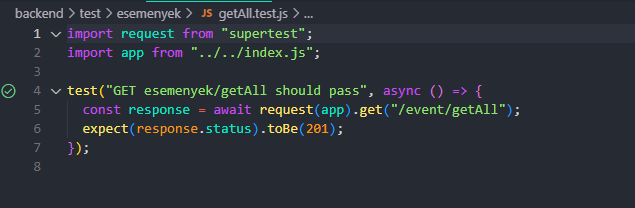 backend > test > esemenyek > JS getAll.test.js > ...
1 import request from "supertest";
2 import app from "../../index.js";
3
4 test("GET esemenyek/getAll should pass", async () => {
5 const response = await request(app).get("/event/getAll");
6 expect(response.status).toBe(201);
7 });
8